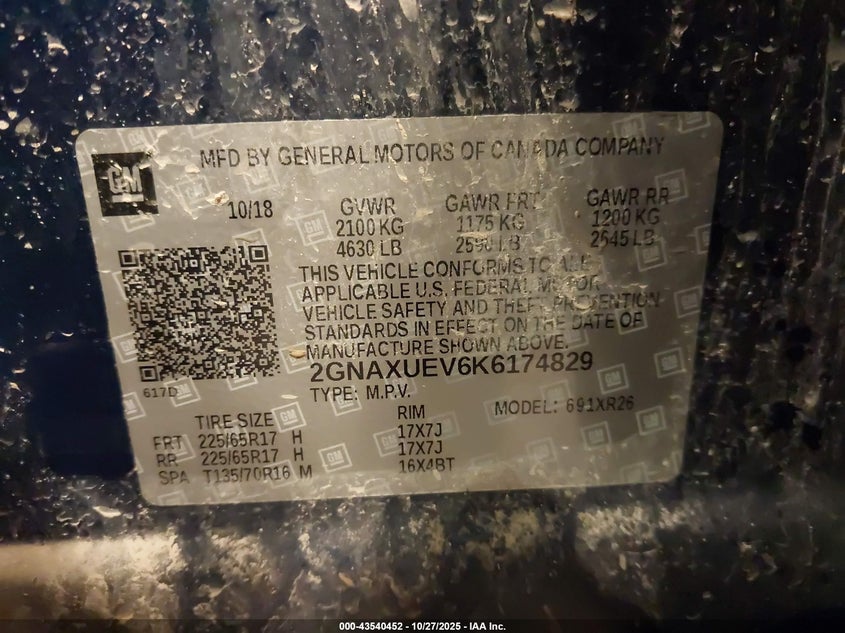 MFD BY GENERAL MOTORS OF CANADA COMPANY
GM
10/18 GVWR GAWR FRT GAWR RR
2100 KG 1175 KG 1200 KG
4630 LB 2590 LB 2545 LB
THIS VEHICLE CONFORMS TO ALL
APPLICABLE U.S. FEDERAL MOTOR
VEHICLE SAFETY AND THEFT PREVENTION
STANDARDS IN EFFECT ON THE DATE OF
MANUFACTURE SHOWN ABOVE.
2GNAXUEV6K6174829
617D
TYPE: M.P.V. MODEL: 691XR26
TIRE SIZE RIM
FRT 225/65R17 H 17X7J
RR 225/65R17 H 17X7J
SPA T135/70R16 M 16X4BT
000-43540452 - 10/27/2025 - IAA Inc.